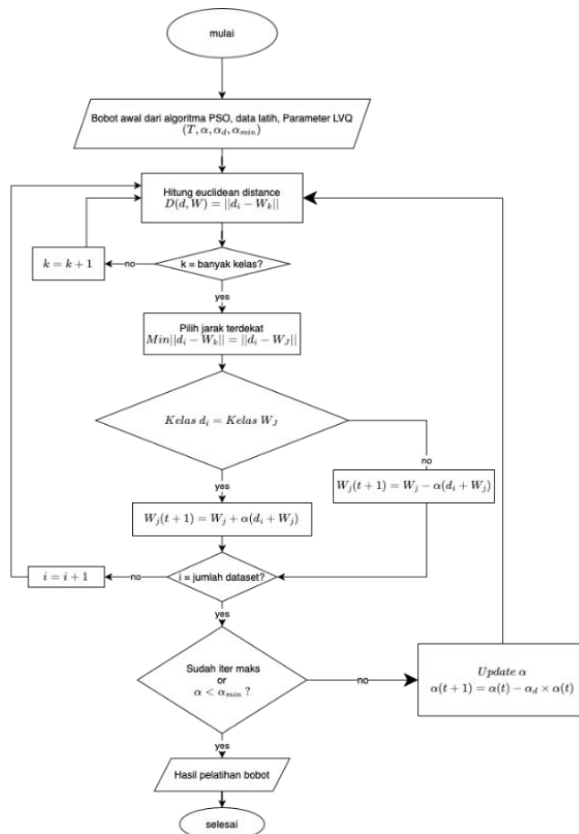 mulai
Bobot awal dari algoritma PSO, data latih, Parameter LVQ
(T, α, α_d, α_min)
Hitung euclidean distance
D(d, W) = ||d_i − W_k||
k = k + 1
no
k = banyak kelas?
yes
Pilih jarak terdekat
Min||d_i − W_k|| = ||d_i − W_J||
Kelas d_i = Kelas W_J
no
yes
W_j(t + 1) = W_j − α(d_i + W_j)
W_j(t + 1) = W_j + α(d_i + W_j)
i = i + 1
no
i = jumlah dataset?
yes
Sudah iter maks
or
α < α_min ?
no
Update α
α(t + 1) = α(t) − α_d × α(t)
yes
Hasil pelatihan bobot
selesai